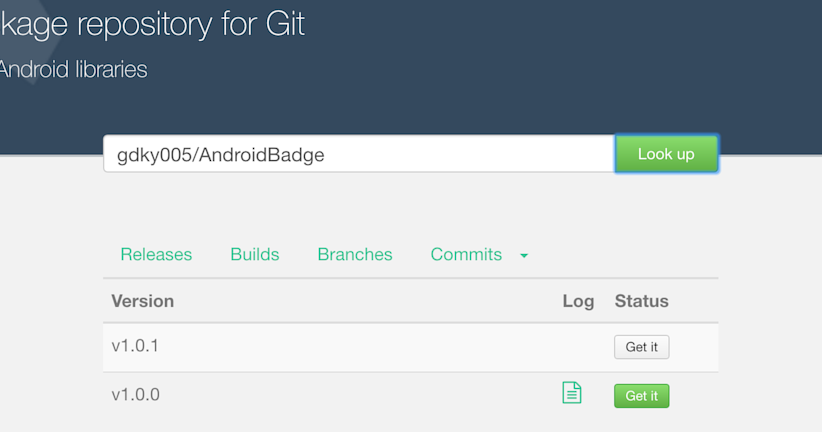 kage repository for Git
Android libraries
gdky005/AndroidBadge Look up
Releases Builds Branches Commits
Version Log Status
v1.0.1 Get it
v1.0.0 Get it